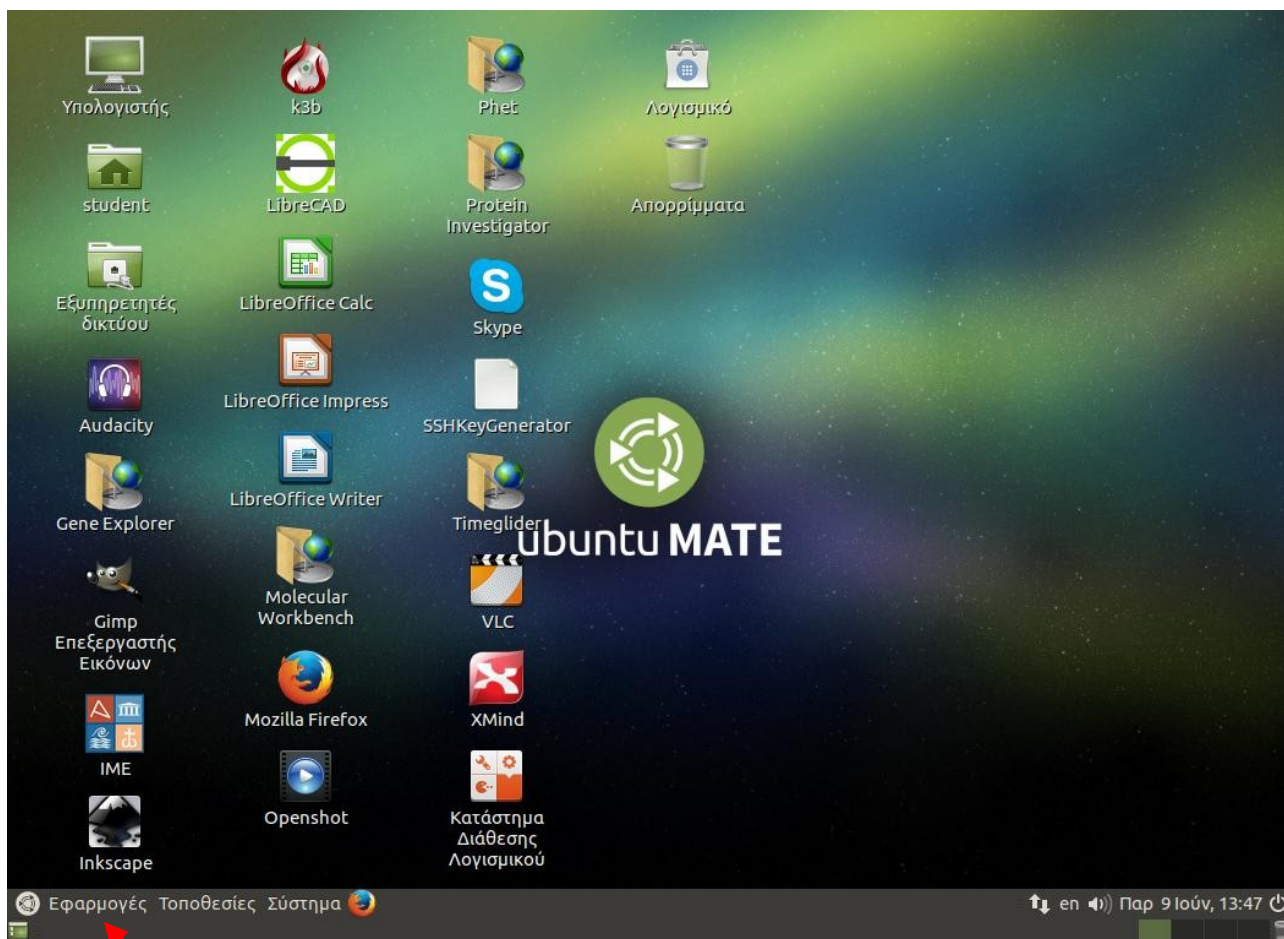 Υπολογιστής
student
Εξυπηρετητές
δικτύου
Audacity
Gene Explorer
Gimp
Επεξεργαστής
Εικόνων
IME
Inkscape
k3b
LibreCAD
LibreOffice Calc
LibreOffice Impress
LibreOffice Writer
Molecular
Workbench
Mozilla Firefox
Openshot
Phet
Protein
Investigator
Skype
SSHKeyGenerator
Timeglider
VLC
XMind
Κατάστημα
Διάθεσης
Λογισμικού
Λογισμικό
Απορρίμματα
ubuntu MATE
Εφαρμογές Τοποθεσίες Σύστημα en Παρ 9 Ιούν, 13:47